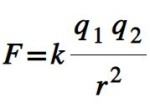 F = k q₁ q₂ / r²